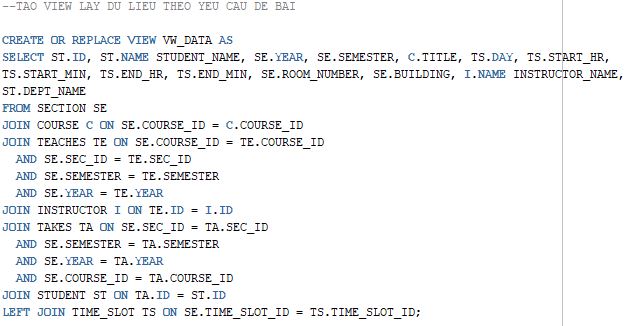 --TAO VIEW LAY DU LIEU THEO YEU CAU DE BAI
CREATE OR REPLACE VIEW VW_DATA AS
SELECT ST.ID, ST.NAME STUDENT_NAME, SE.YEAR, SE.SEMESTER, C.TITLE, TS.DAY, TS.START_HR,
TS.START_MIN, TS.END_HR, TS.END_MIN, SE.ROOM_NUMBER, SE.BUILDING, I.NAME INSTRUCTOR_NAME,
ST.DEPT_NAME
FROM SECTION SE
JOIN COURSE C ON SE.COURSE_ID = C.COURSE_ID
JOIN TEACHES TE ON SE.COURSE_ID = TE.COURSE_ID
  AND SE.SEC_ID = TE.SEC_ID
  AND SE.SEMESTER = TE.SEMESTER
  AND SE.YEAR = TE.YEAR
JOIN INSTRUCTOR I ON TE.ID = I.ID
JOIN TAKES TA ON SE.SEC_ID = TA.SEC_ID
  AND SE.SEMESTER = TA.SEMESTER
  AND SE.YEAR = TA.YEAR
  AND SE.COURSE_ID = TA.COURSE_ID
JOIN STUDENT ST ON TA.ID = ST.ID
LEFT JOIN TIME_SLOT TS ON SE.TIME_SLOT_ID = TS.TIME_SLOT_ID;